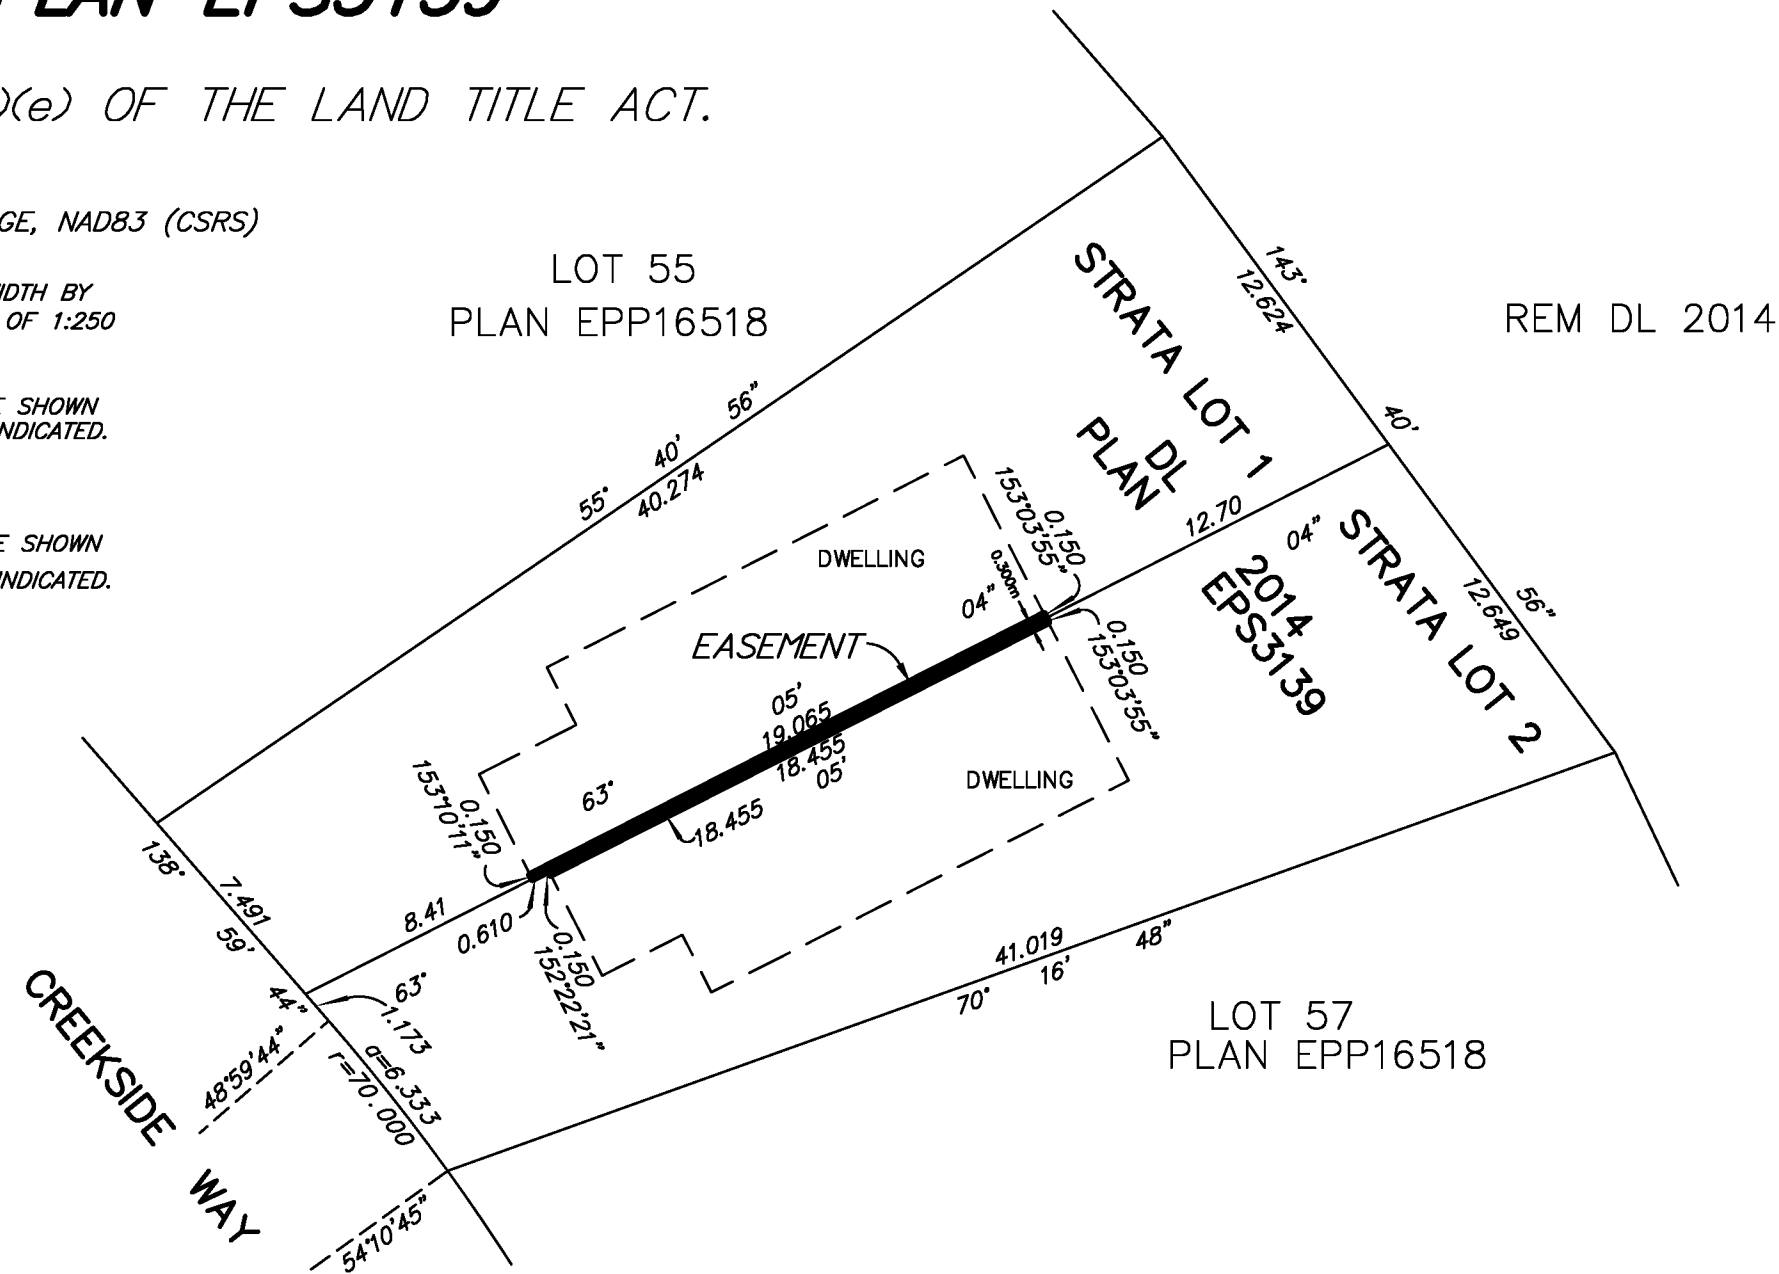 PLAN EPS3139
)(e) OF THE LAND TITLE ACT.
GE, NAD83 (CSRS)
IDTH BY
OF 1:250
E SHOWN
INDICATED.
E SHOWN
INDICATED.
LOT 55
PLAN EPP16518
REM DL 2014
143°
12.624
40'
STRATA LOT 1
DL
PLAN
55°
40'
56"
40.274
12.70
04"
STRATA LOT 2
2014
EPS3139
12.649
56"
DWELLING
153°03'55"
0.150
0.300m
04"
EASEMENT
0.150
153°03'55"
05'
19.065
18.455
05'
63°
18.455
DWELLING
153°10'11"
0.150
138°
7.491
59'
44"
8.41
0.610
0.150
152°22'21"
63°
1.173
a=6.333
r=70.000
48°59'44"
54°10'45"
41.019
70°
16'
48"
CREEKSIDE WAY
LOT 57
PLAN EPP16518